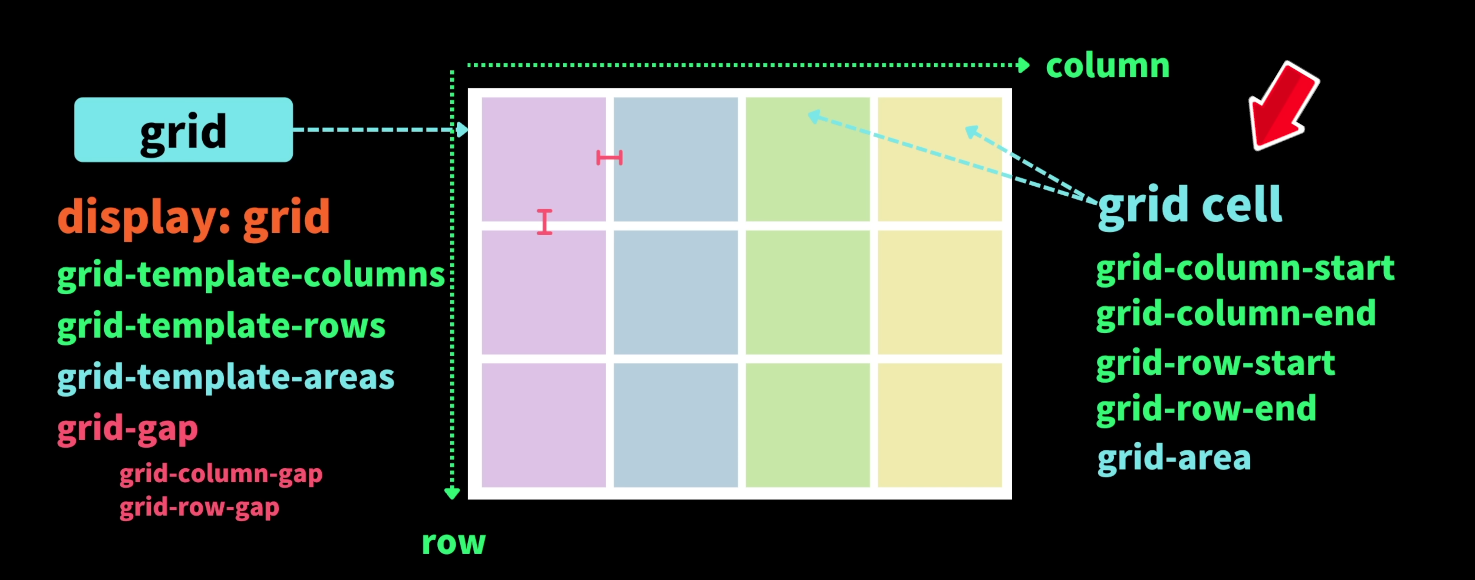 column
grid
display: grid
grid-template-columns
grid-template-rows
grid-template-areas
grid-gap
grid-column-gap
grid-row-gap
row
grid cell
grid-column-start
grid-column-end
grid-row-start
grid-row-end
grid-area